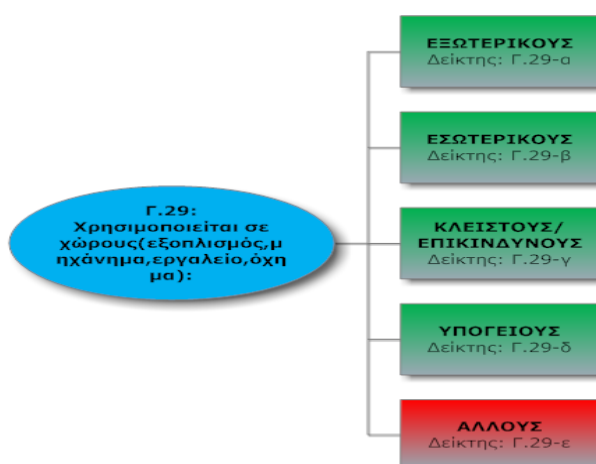 ΕΞΩΤΕΡΙΚΟΥΣ
Δείκτης: Γ.29-α
ΕΣΩΤΕΡΙΚΟΥΣ
Δείκτης: Γ.29-β
Γ.29:
Χρησιμοποιείται σε
χώρους(εξοπλισμός,μ
ηχάνημα,εργαλείο,όχη
μα):
ΚΛΕΙΣΤΟΥΣ/
ΕΠΙΚΙΝΔΥΝΟΥΣ
Δείκτης: Γ.29-γ
ΥΠΟΓΕΙΟΥΣ
Δείκτης: Γ.29-δ
ΑΛΛΟΥΣ
Δείκτης: Γ.29-ε